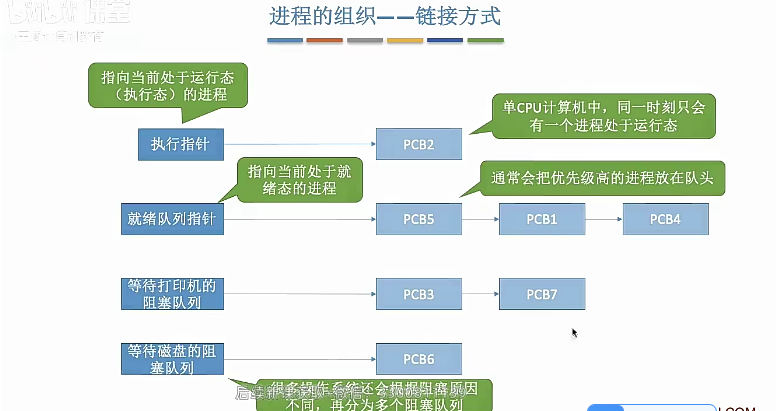 进程的组织——链接方式
指向当前处于运行态
（执行态）的进程
单CPU计算机中，同一时刻只会
有一个进程处于运行态
执行指针
PCB2
指向当前处于就
绪态的进程
通常会把优先级高的进程放在队头
就绪队列指针
PCB5
PCB1
PCB4
等待打印机的
阻塞队列
PCB3
PCB7
等待磁盘的阻
塞队列
PCB6
很多操作系统还会根据阻塞原因
不同，再分为多个阻塞队列